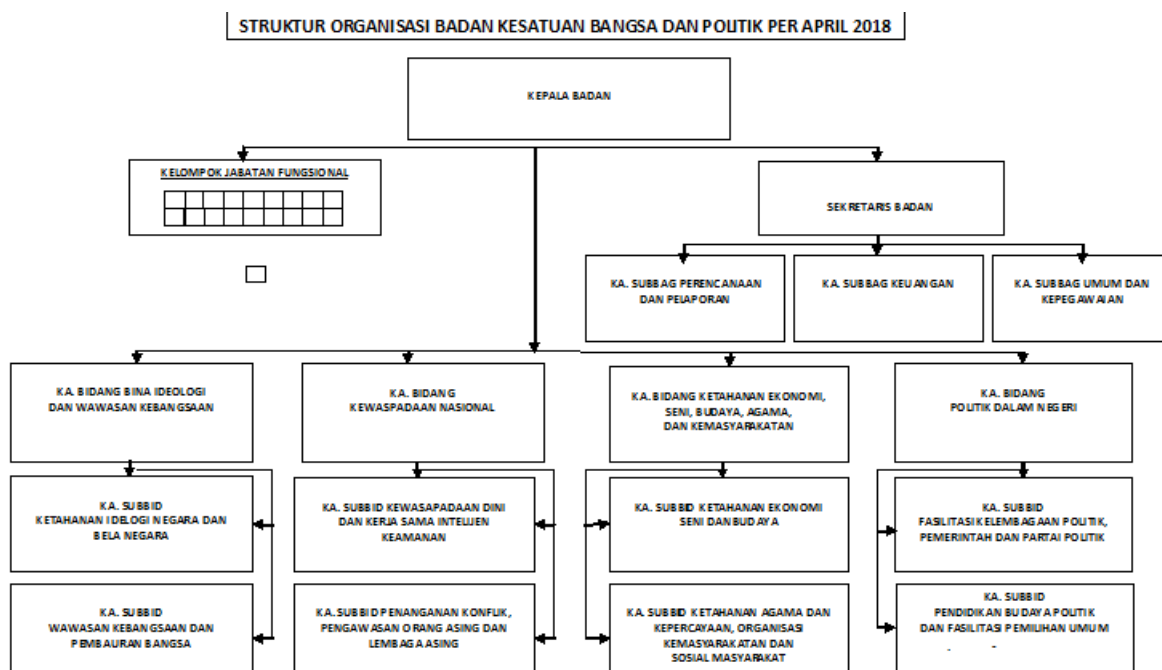 STRUKTUR ORGANISASI BADAN KESATUAN BANGSA DAN POLITIK PER APRIL 2018
KEPALA BADAN
KELOMPOK JABATAN FUNGSIONAL
SEKRETARIS BADAN
KA. SUBBAG PERENCANAAN
DAN PELAPORAN
KA. SUBBAG KEUANGAN
KA. SUBBAG UMUM DAN
KEPEGAWAIAN
KA. BIDANG BINA IDEOLOGI
DAN WAWASAN KEBANGSAAN
KA. BIDANG
KEWASPADAAN NASIONAL
KA. BIDANG KETAHANAN EKONOMI,
SENI, BUDAYA, AGAMA,
DAN KEMASYARAKATAN
KA. BIDANG
POLITIK DALAM NEGERI
KA. SUBBID
KETAHANAN IDELOGI NEGARA DAN
BELA NEGARA
KA. SUBBID KEWASAPADAAN DINI
DAN KERJA SAMA INTELIJEN
KEAMANAN
KA. SUBBID KETAHANAN EKONOMI
SENI DAN BUDAYA
KA. SUBBID
FASILITASI KELEMBAGAAN POLITIK,
PEMERINTAH DAN PARTAI POLITIK
KA. SUBBID
WAWASAN KEBANGSAAN DAN
PEMBAURAN BANGSA
KA. SUBBID PENANGANAN KONFLIK,
PENGAWASAN ORANG ASING DAN
LEMBAGA ASING
KA. SUBBID KETAHANAN AGAMA DAN
KEPERCAYAAN, ORGANISASI
KEMASYARAKATAN DAN
SOSIAL MASYARAKAT
KA. SUBBID
PENDIDIKAN BUDAYA POLITIK
DAN FASILITASI PEMILIHAN UMUM